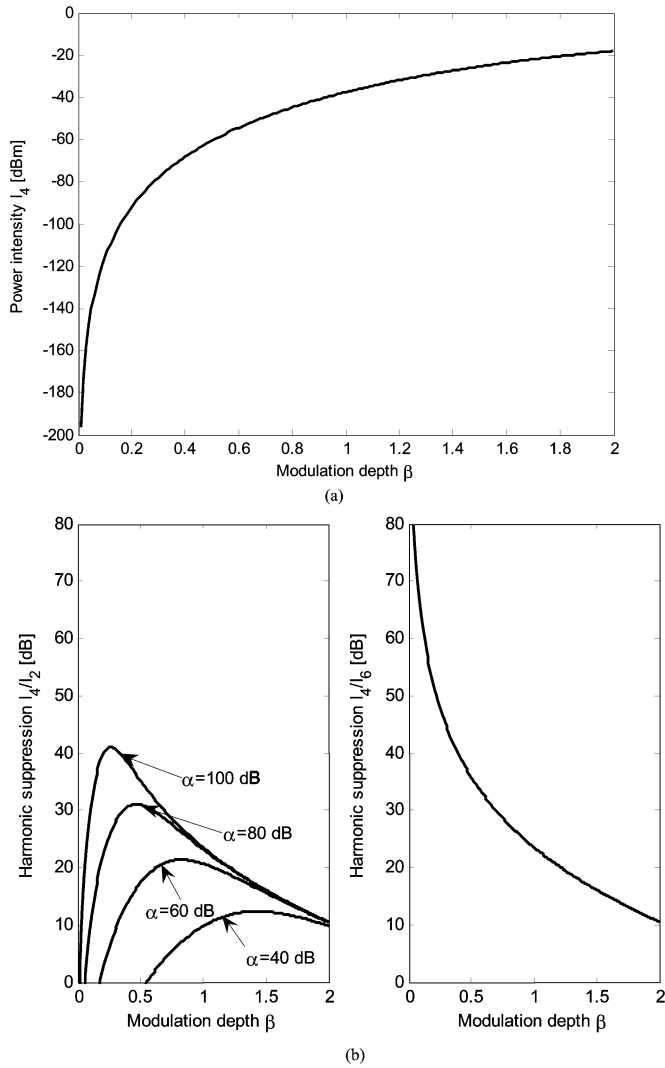 0
-20
-40
-60
-80
-100
-120
-140
-160
-180
-200
Power intensity I4 [dBm]
0 0.2 0.4 0.6 0.8 1 1.2 1.4 1.6 1.8 2
Modulation depth β
(a)
80
70
60
50
40
30
20
10
0
Harmonic suppression I4/I2 [dB]
α=100 dB
α=80 dB
α=60 dB
α=40 dB
0 0.5 1 1.5 2
Modulation depth β
80
70
60
50
40
30
20
10
0
Harmonic suppression I4/I6 [dB]
0 0.5 1 1.5 2
Modulation depth β
(b)